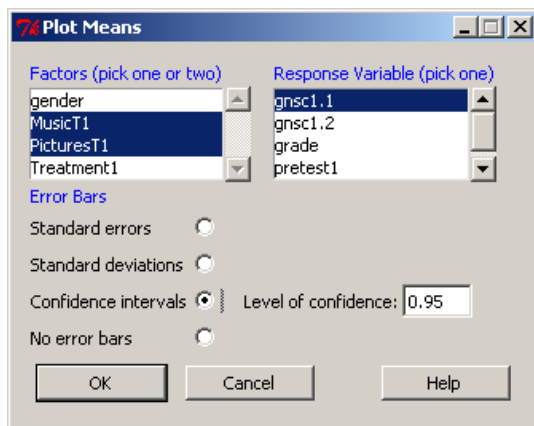 Plot Means
Factors (pick one or two)
gender
MusicT1
PicturesT1
Treatment1
Response Variable (pick one)
gnsc1.1
gnsc1.2
grade
pretest1
Error Bars
Standard errors
Standard deviations
Confidence intervals Level of confidence: 0.95
No error bars
OK Cancel Help